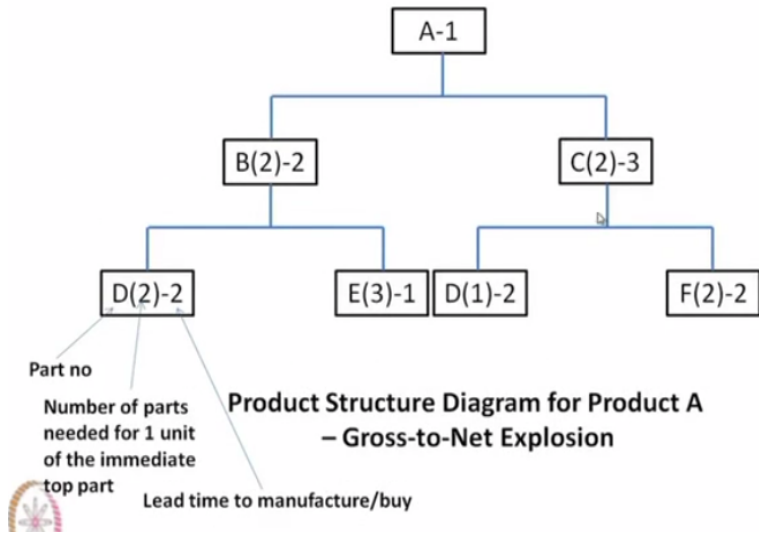 A-1
B(2)-2
C(2)-3
D(2)-2
E(3)-1
D(1)-2
F(2)-2
Part no
Number of parts
needed for 1 unit
of the immediate
top part
Lead time to manufacture/buy
Product Structure Diagram for Product A
– Gross-to-Net Explosion